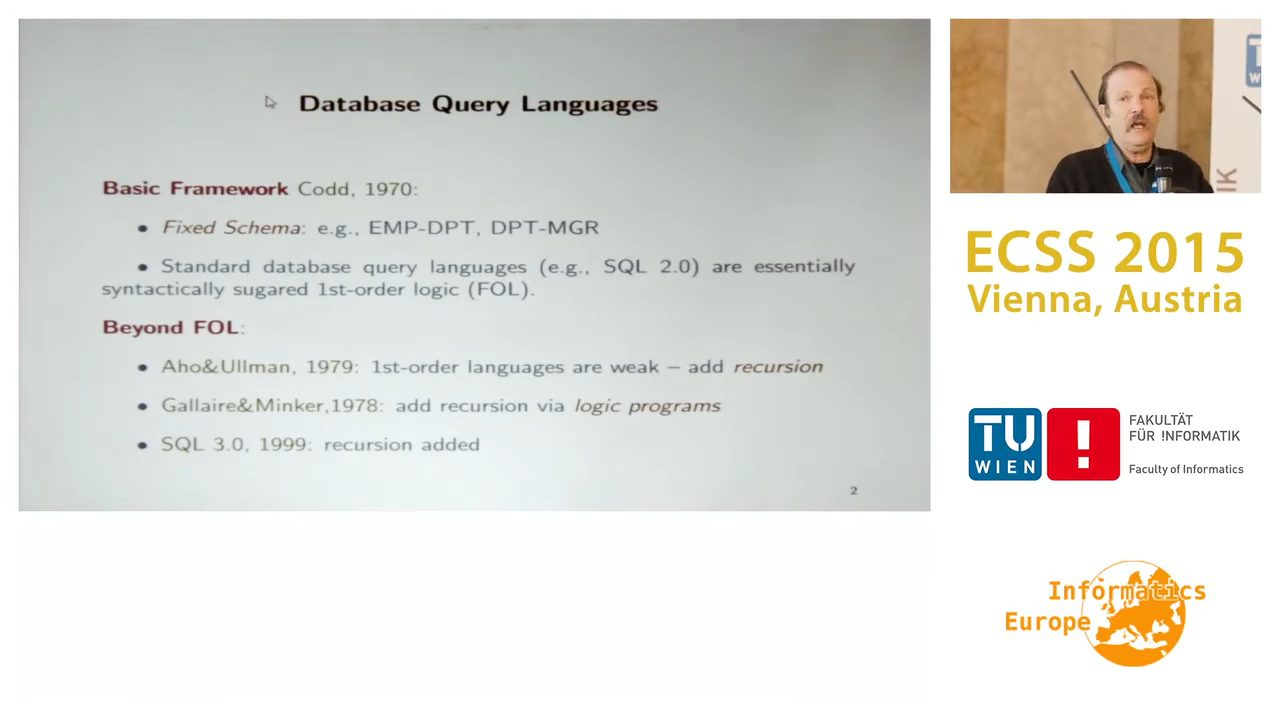 Database Query Languages
Basic Framework Codd, 1970:
• Fixed Schema: e.g., EMP-DPT, DPT-MGR
• Standard database query languages (e.g., SQL 2.0) are essentially
syntactically sugared 1st-order logic (FOL).
Beyond FOL:
• Aho&Ullman, 1979: 1st-order languages are weak – add recursion
• Gallaire&Minker,1978: add recursion via logic programs
• SQL 3.0, 1999: recursion added
2
IK
ECSS 2015
Vienna, Austria
TU
WIEN
!
FAKULTÄT
FÜR !NFORMATIK
Faculty of Informatics
Informatics
Europe